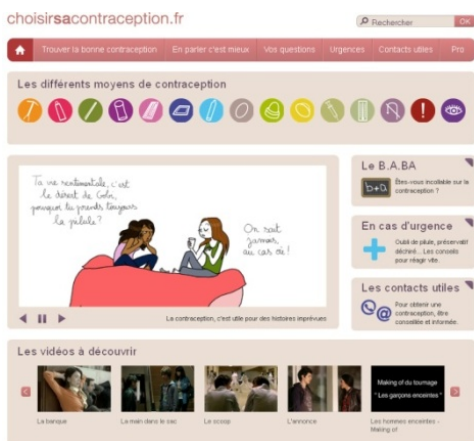 choisirsacontraception.fr
Rechercher
OK
Trouver la bonne contraception
En parler c'est mieux
Vos questions
Urgences
Contacts utiles
Pro
Les différents moyens de contraception
Ta vie sentimentale, c'est
le désert de Gobi,
pourquoi tu prends toujours
la pilule?
On sait
jamais,
au cas où!
La contraception, c'est utile pour des histoires imprévues
Le B.A.BA
b+a
Êtes-vous incollable sur la
contraception ?
En cas d'urgence
Oubli de pilule, préservatif
déchiré... Les conseils
pour réagir vite.
Les contacts utiles
Pour obtenir une
contraception, être
conseillée et informée.
Les vidéos à découvrir
Making of du tournage
" Les garçons enceintes "
La banque
La main dans le sac
Le scoop
L'annonce
Les hommes enceintes -
Making of